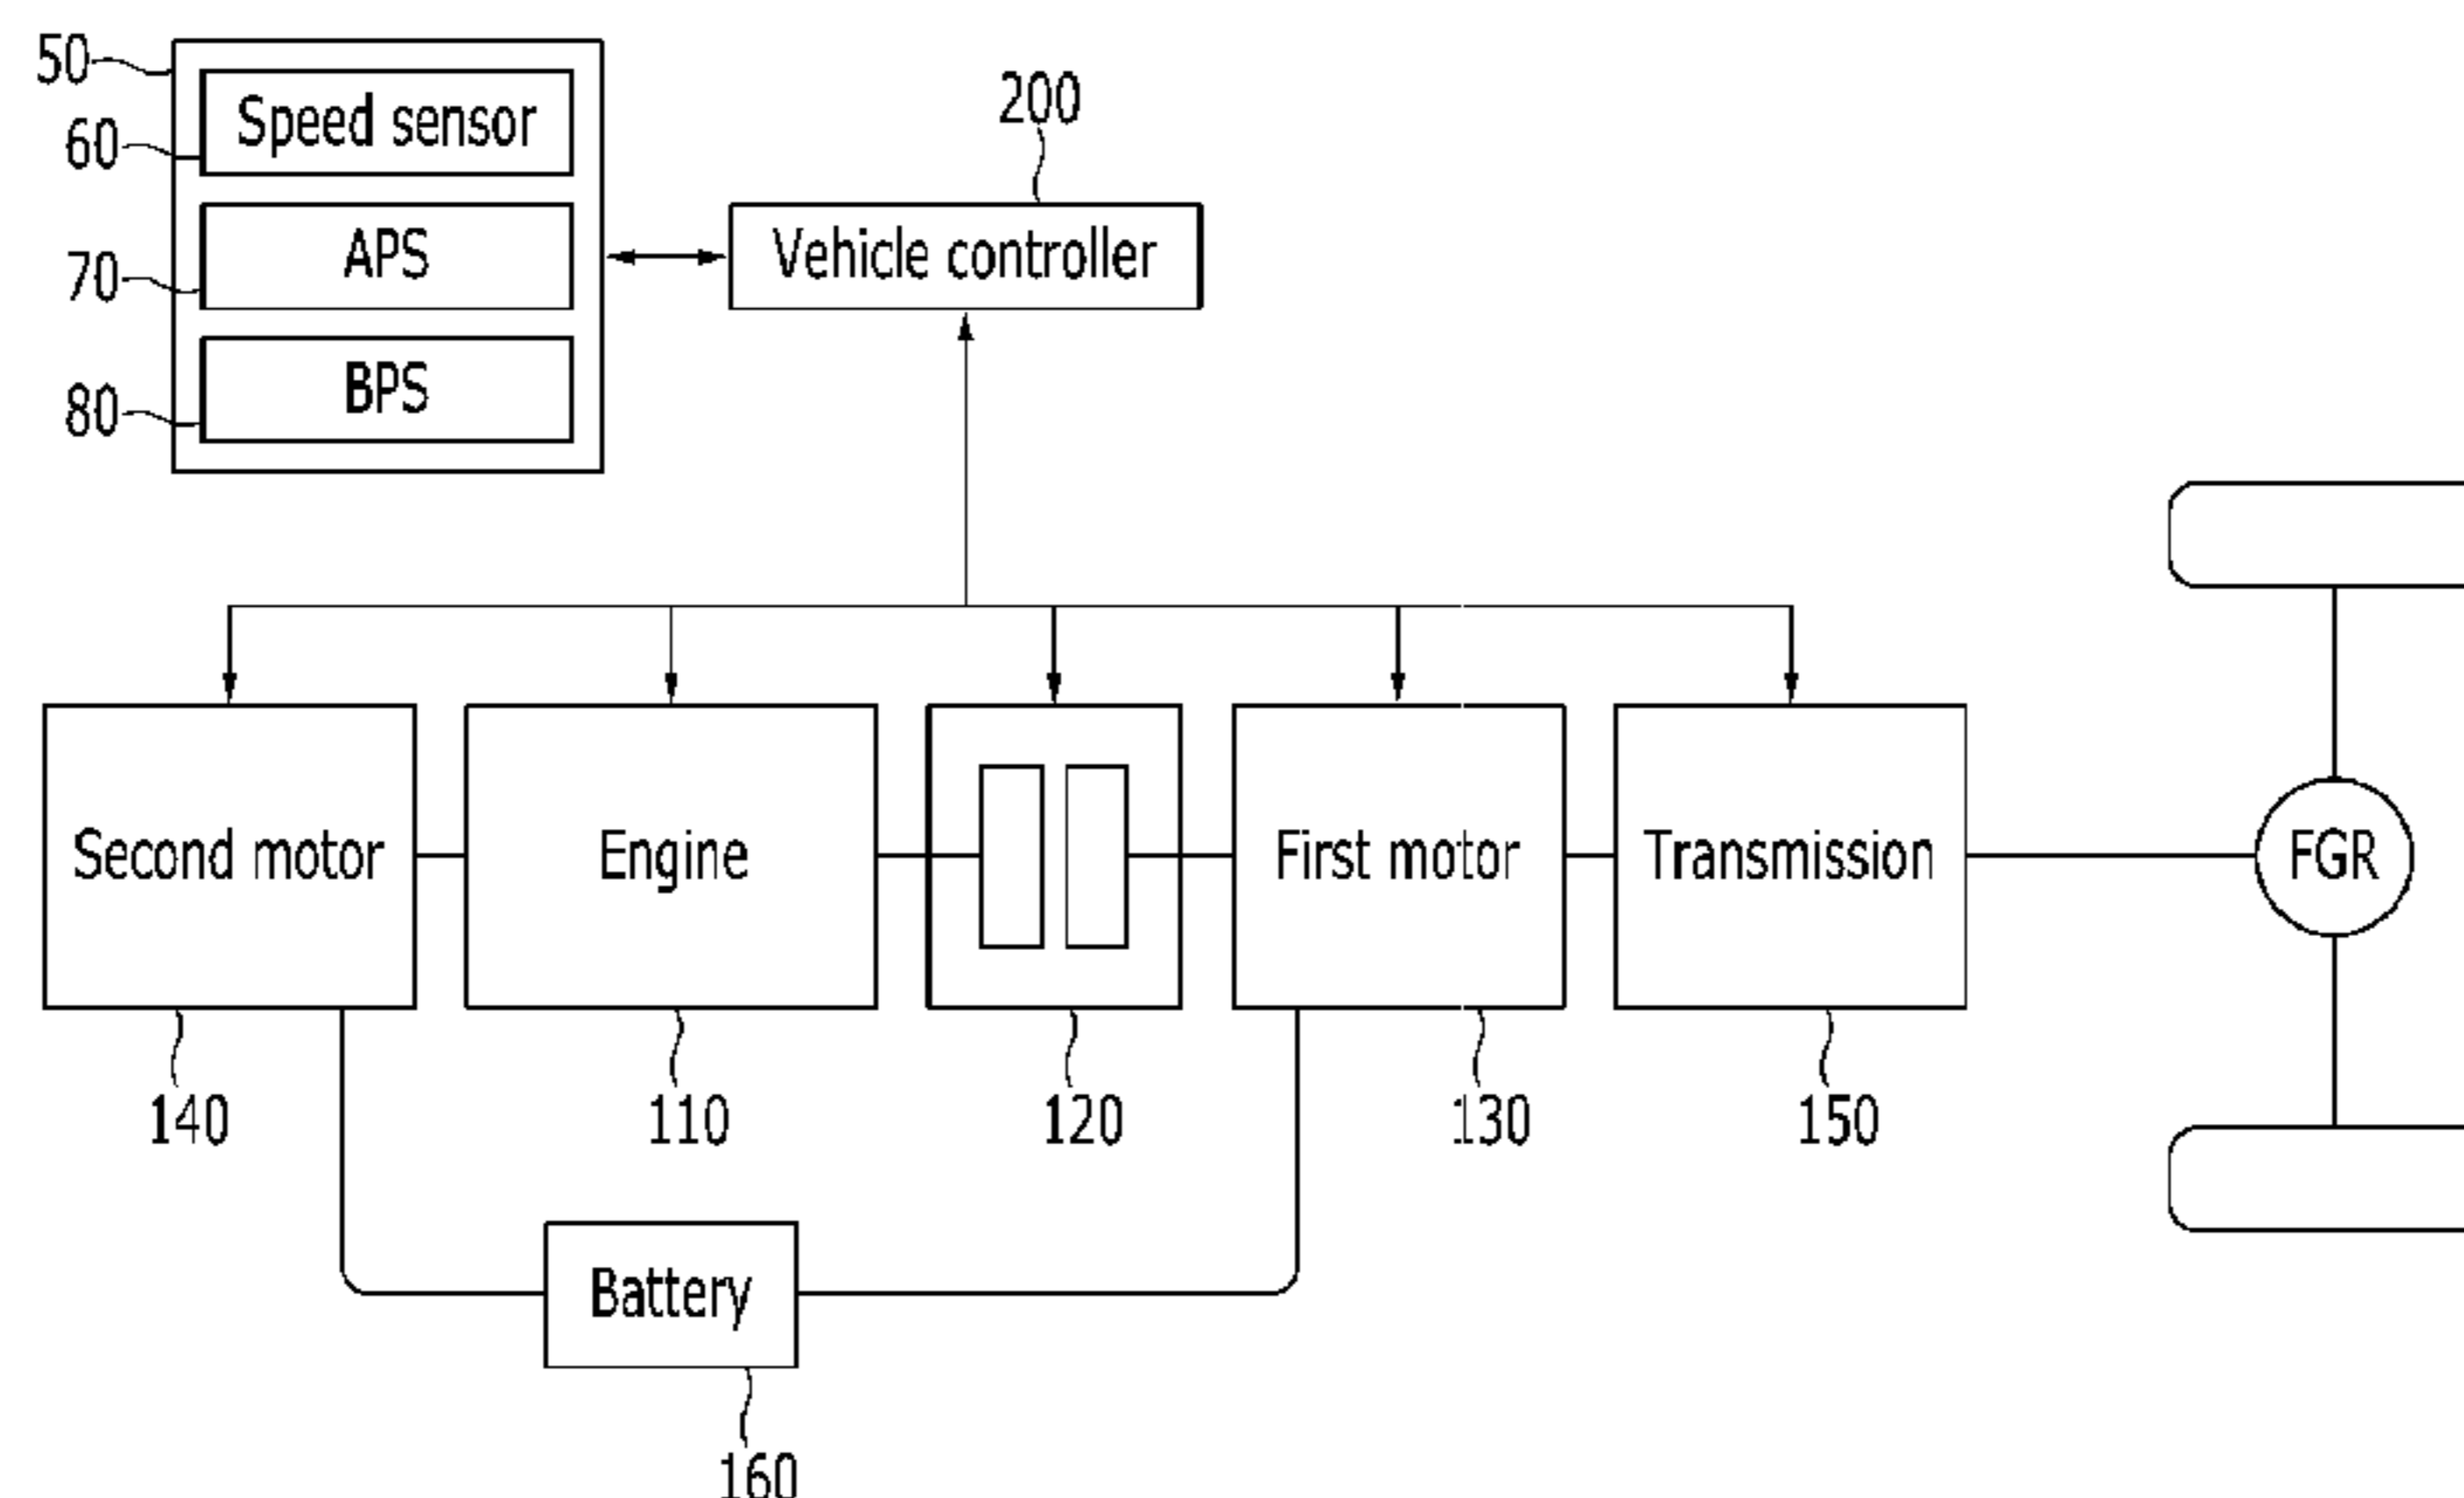 50
Speed sensor
60
200
APS
Vehicle controller
70
BPS
80
Second motor
Engine
First motor
Transmission
FGR
140
110
120
130
150
Battery
160